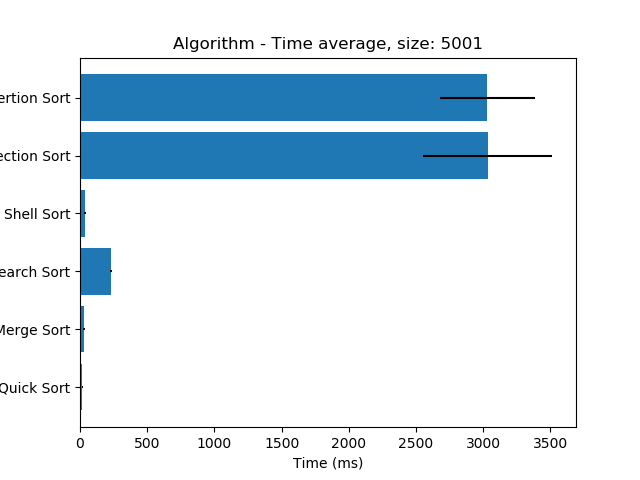 Algorithm - Time average, size: 5001
ertion Sort
ection Sort
Shell Sort
earch Sort
Merge Sort
Quick Sort
0 500 1000 1500 2000 2500 3000 3500
Time (ms)